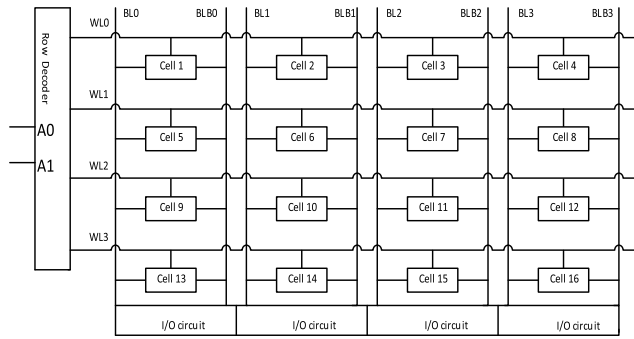 BL0 BLB0 BL1 BLB1 BL2 BLB2 BL3 BLB3
WL0
Row Decoder
Cell 1 Cell 2 Cell 3 Cell 4
WL1
A0
Cell 5 Cell 6 Cell 7 Cell 8
A1
WL2
Cell 9 Cell 10 Cell 11 Cell 12
WL3
Cell 13 Cell 14 Cell 15 Cell 16
I/O circuit I/O circuit I/O circuit I/O circuit